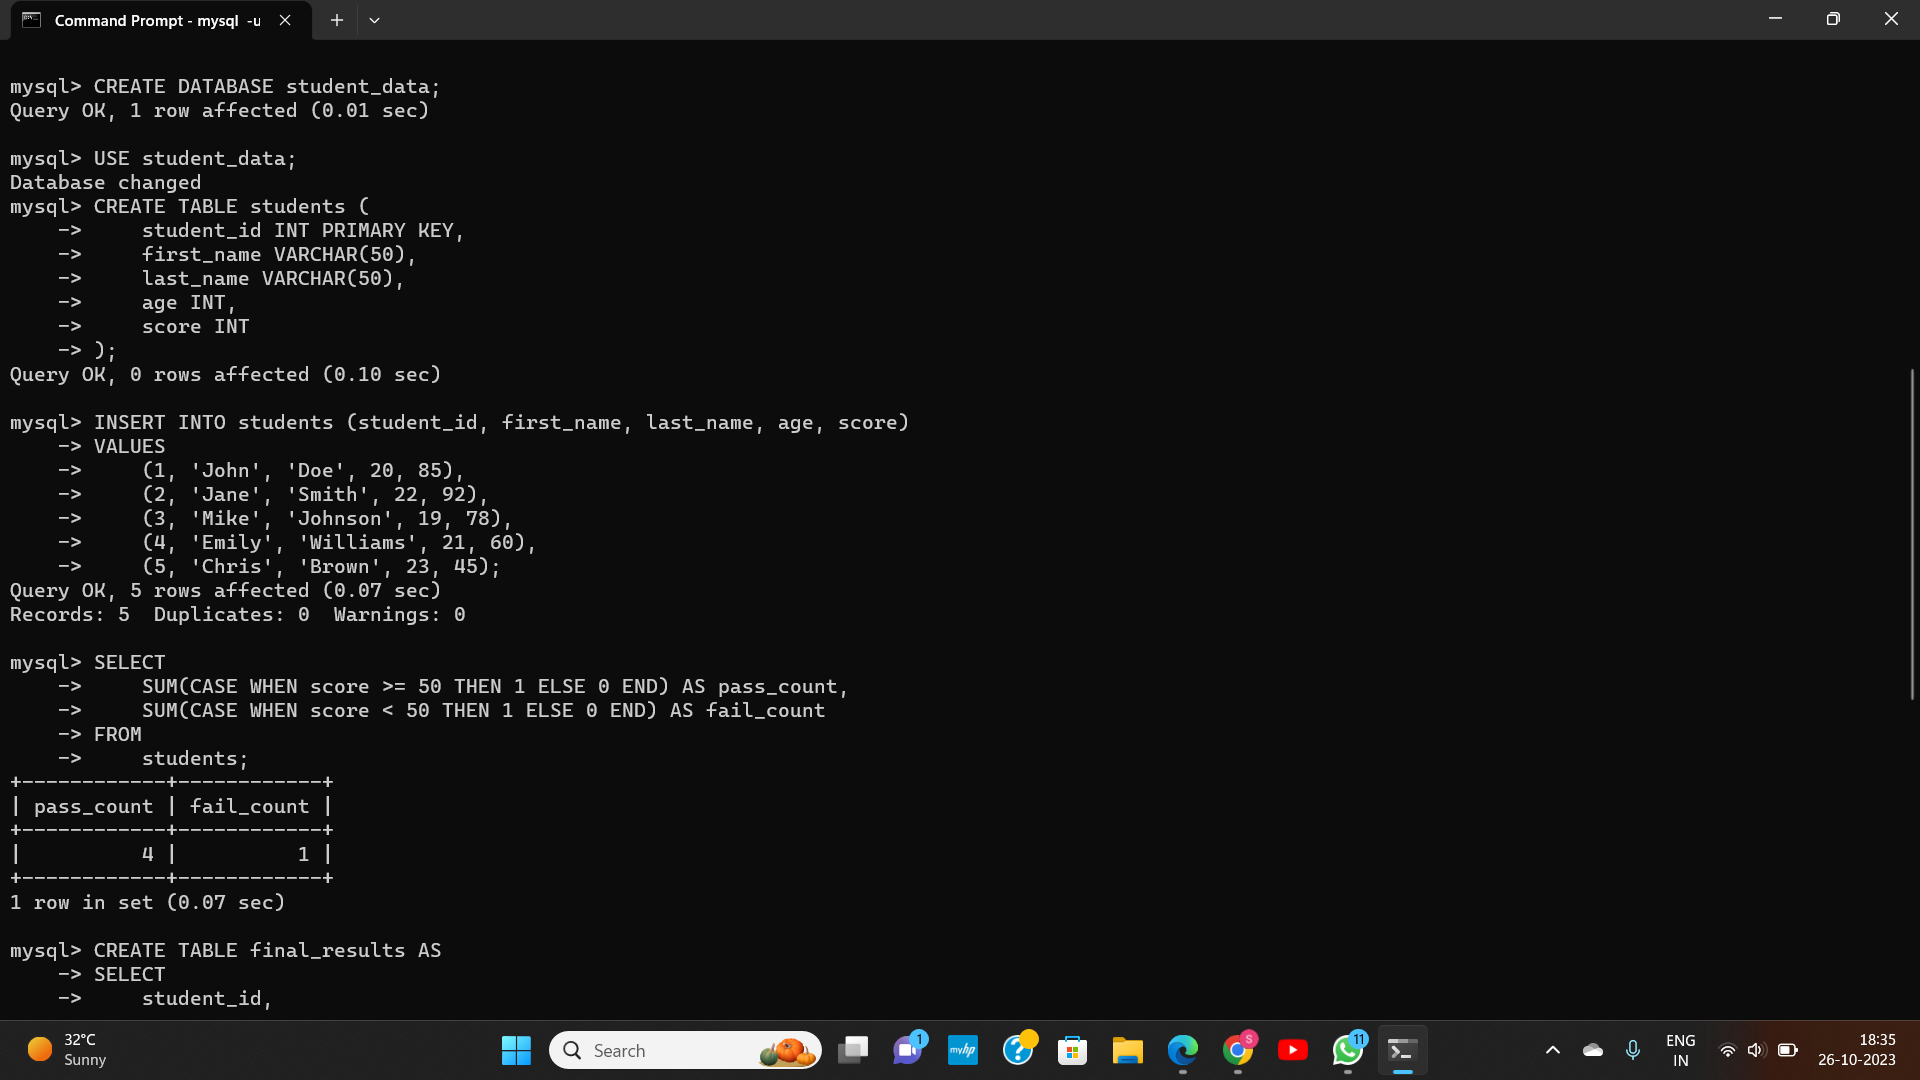 Command Prompt - mysql -u
mysql> CREATE DATABASE student_data;
Query OK, 1 row affected (0.01 sec)
mysql> USE student_data;
Database changed
mysql> CREATE TABLE students (
    ->     student_id INT PRIMARY KEY,
    ->     first_name VARCHAR(50),
    ->     last_name VARCHAR(50),
    ->     age INT,
    ->     score INT
    -> );
Query OK, 0 rows affected (0.10 sec)
mysql> INSERT INTO students (student_id, first_name, last_name, age, score)
    -> VALUES
    ->     (1, 'John', 'Doe', 20, 85),
    ->     (2, 'Jane', 'Smith', 22, 92),
    ->     (3, 'Mike', 'Johnson', 19, 78),
    ->     (4, 'Emily', 'Williams', 21, 60),
    ->     (5, 'Chris', 'Brown', 23, 45);
Query OK, 5 rows affected (0.07 sec)
Records: 5  Duplicates: 0  Warnings: 0
mysql> SELECT
    ->     SUM(CASE WHEN score >= 50 THEN 1 ELSE 0 END) AS pass_count,
    ->     SUM(CASE WHEN score < 50 THEN 1 ELSE 0 END) AS fail_count
    -> FROM
    ->     students;
+------------+------------+
| pass_count | fail_count |
+------------+------------+
|          4 |          1 |
+------------+------------+
1 row in set (0.07 sec)
mysql> CREATE TABLE final_results AS
    -> SELECT
    ->     student_id,
32°C
Sunny
Search
1
myhp
?
S
11
ENG
IN
18:35
26-10-2023